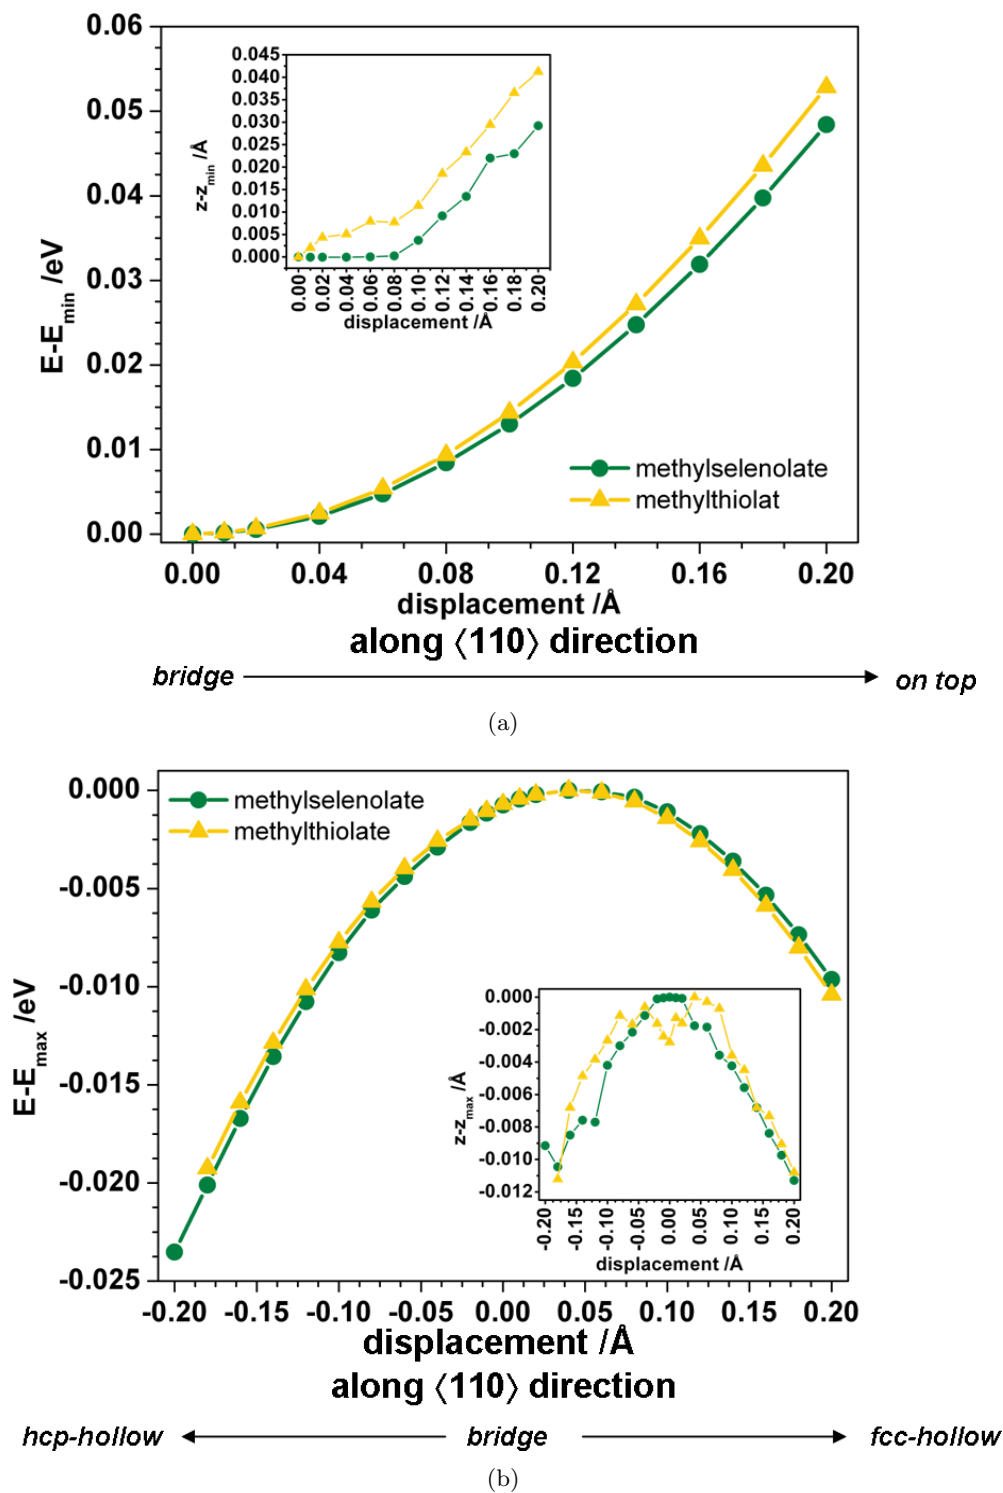 0.06
0.05
0.04
0.03
0.02
0.01
0.00
E-Emin /eV
0.045
0.040
0.035
0.030
0.025
0.020
0.015
0.010
0.005
0.000
z-zmin /Å
0.00 0.02 0.04 0.06 0.08 0.10 0.12 0.14 0.16 0.18 0.20
displacement /Å
methylselenolate
methylthiolat
0.00 0.04 0.08 0.12 0.16 0.20
displacement /Å
along ⟨110⟩ direction
bridge on top
(a)
0.000
-0.005
-0.010
-0.015
-0.020
-0.025
E-Emax /eV
methylselenolate
methylthiolate
0.000
-0.002
-0.004
-0.006
-0.008
-0.010
-0.012
z-zmax /Å
-0.20 -0.15 -0.10 -0.05 0.00 0.05 0.10 0.15 0.20
displacement /Å
-0.20 -0.15 -0.10 -0.05 0.00 0.05 0.10 0.15 0.20
displacement /Å
along ⟨110⟩ direction
hcp-hollow bridge fcc-hollow
(b)